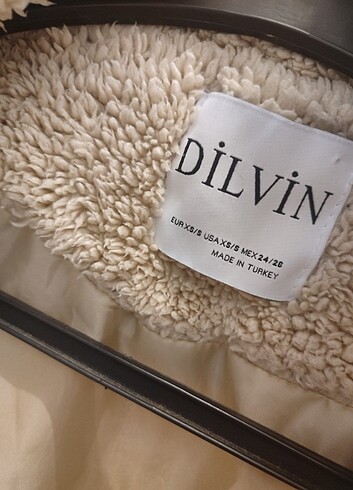 DİLVİN
EUR XS/S USA XS/S MEX 24/26
MADE IN TURKEY